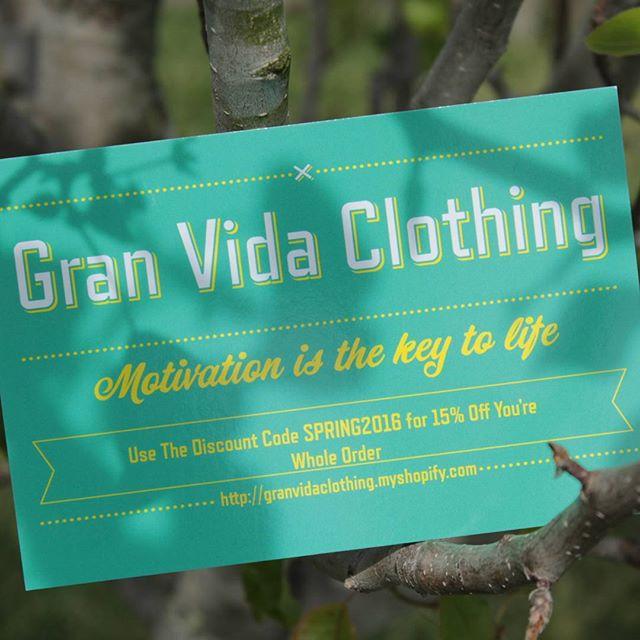 Gran Vida Clothing
Motivation is the key to life
Use The Discount Code SPRING2016 for 15% Off You're
Whole Order
http://granvidaclothing.myshopify.com